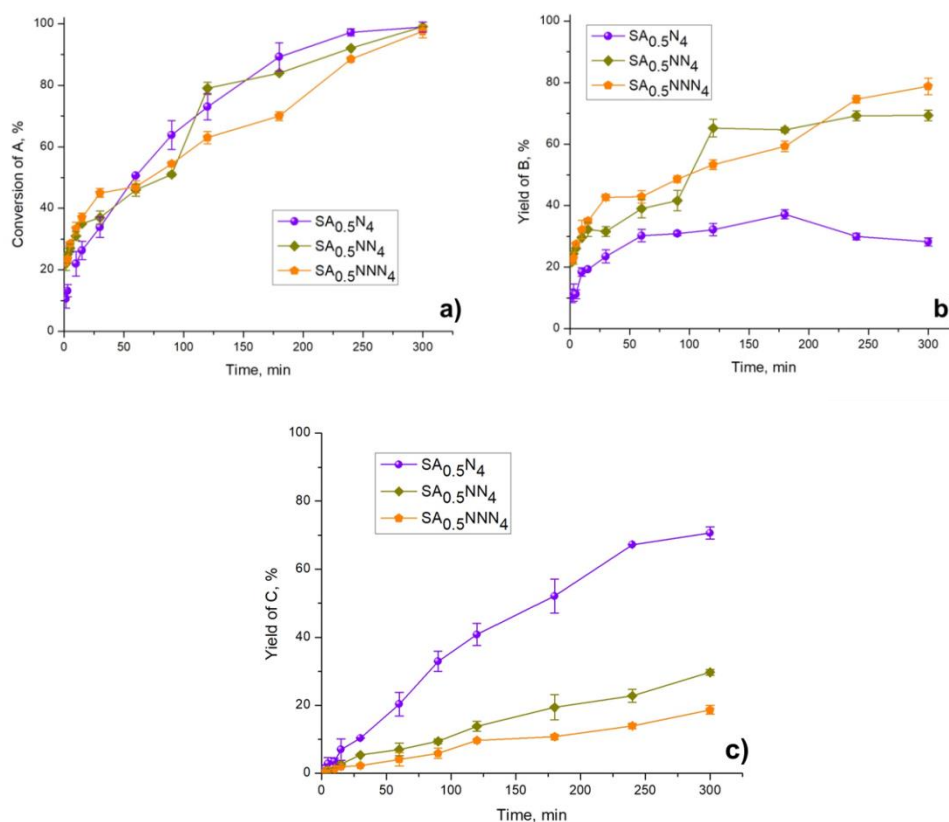 100
80
60
40
20
0
Conversion of A, %
SA0.5N4
SA0.5NN4
SA0.5NNN4
a)
0 50 100 150 200 250 300
Time, min
100
80
60
40
20
0
Yield of B, %
SA0.5N4
SA0.5NN4
SA0.5NNN4
b
0 50 100 150 200 250 300
Time, min
100
80
60
40
20
0
Yield of C, %
SA0.5N4
SA0.5NN4
SA0.5NNN4
c)
0 50 100 150 200 250 300
Time, min